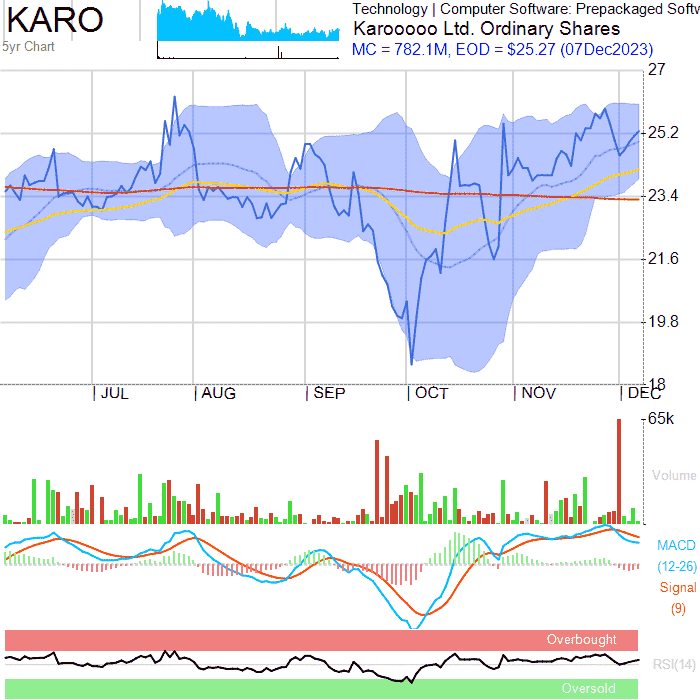 KARO
5yr Chart
Technology | Computer Software: Prepackaged Softw
Karooooo Ltd. Ordinary Shares
MC = 782.1M, EOD = $25.27 (07Dec2023)
27
25.2
23.4
21.6
19.8
18
JUL AUG SEP OCT NOV DEC
65k
Volume
MACD
(12-26)
Signal
(9)
Overbought
RSI(14)
Oversold